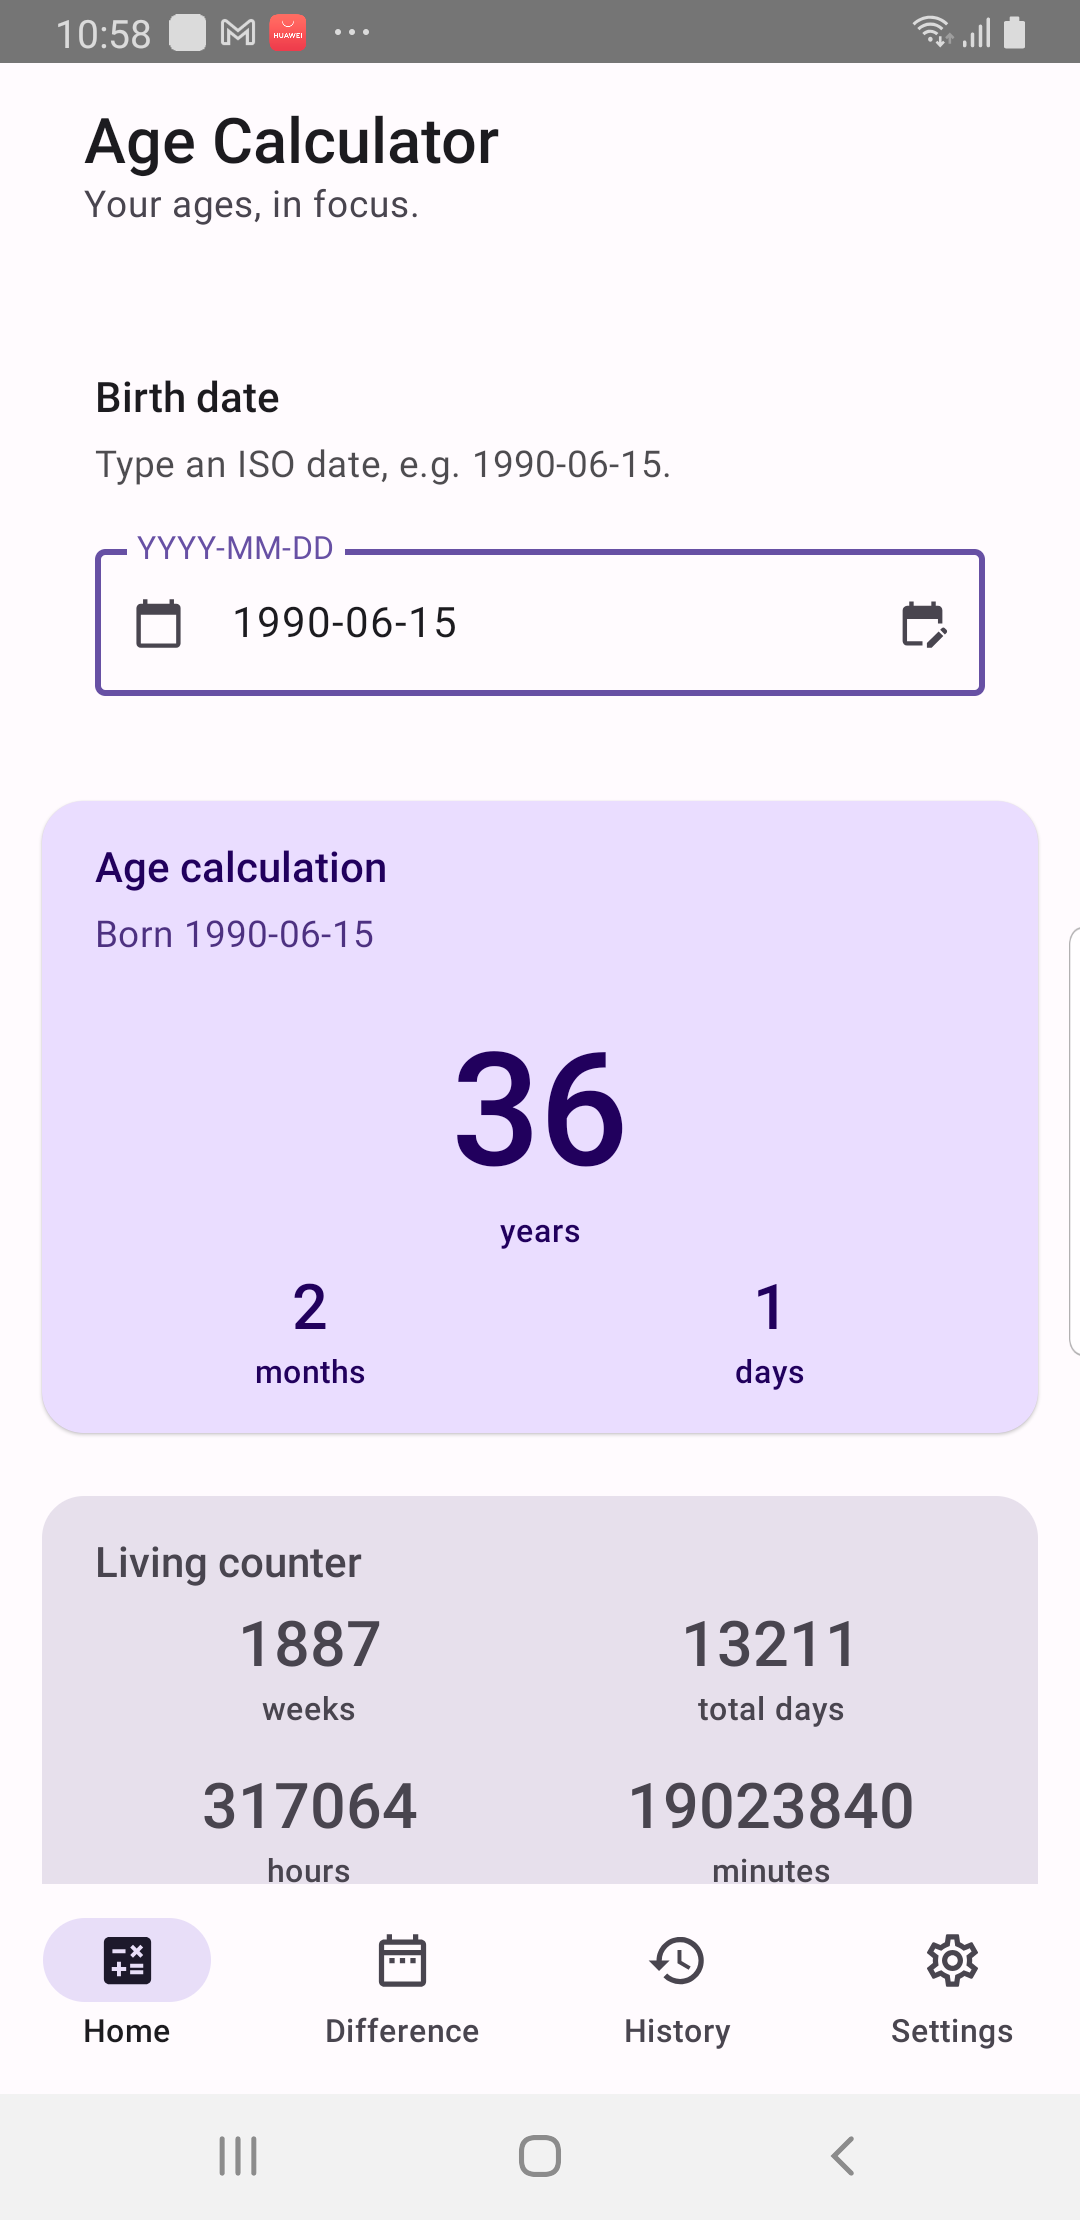 10:58
HUAWEI
Age Calculator
Your ages, in focus.
Birth date
Type an ISO date, e.g. 1990-06-15.
YYYY-MM-DD
1990-06-15
Age calculation
Born 1990-06-15
36
years
2 1
months days
Living counter
1887 13211
weeks total days
317064 19023840
hours minutes
Home Difference History Settings